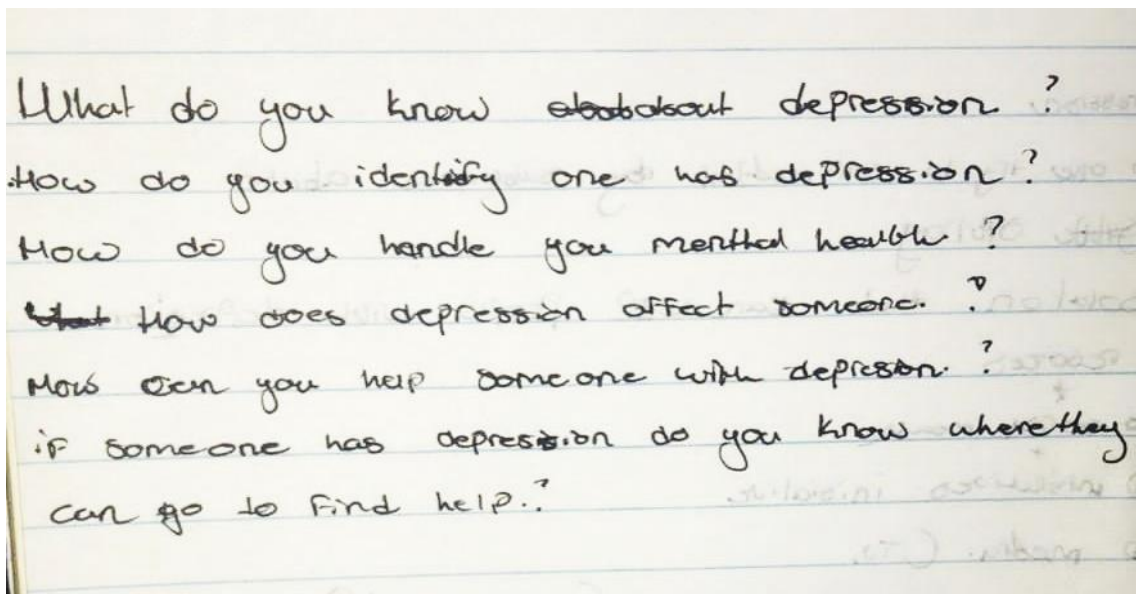 What do you know about depression?
How do you identify one has depression?
How do you handle you menthal health?
How does depression affect someone.?
How can you help someone with depression.?
if someone has depression do you know where they
can go to find help.?